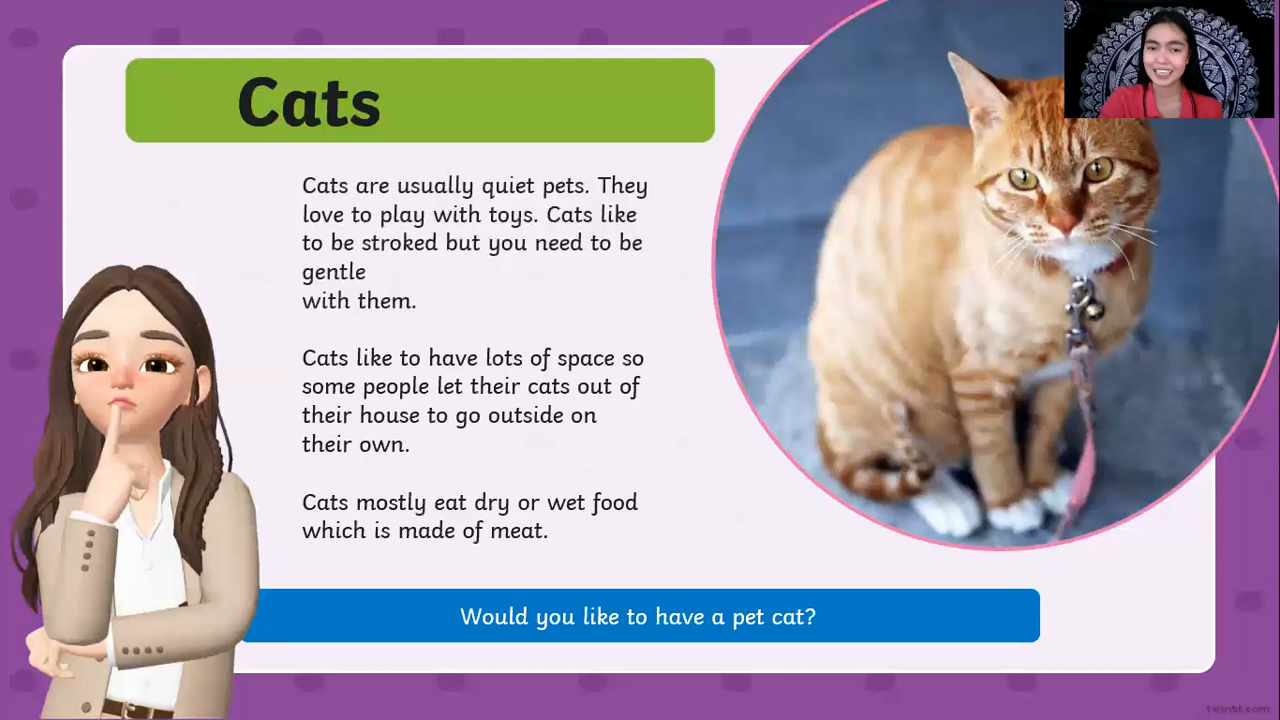 Cats
Cats are usually quiet pets. They
love to play with toys. Cats like
to be stroked but you need to be
gentle
with them.
Cats like to have lots of space so
some people let their cats out of
their house to go outside on
their own.
Cats mostly eat dry or wet food
which is made of meat.
Would you like to have a pet cat?
twinkl.com